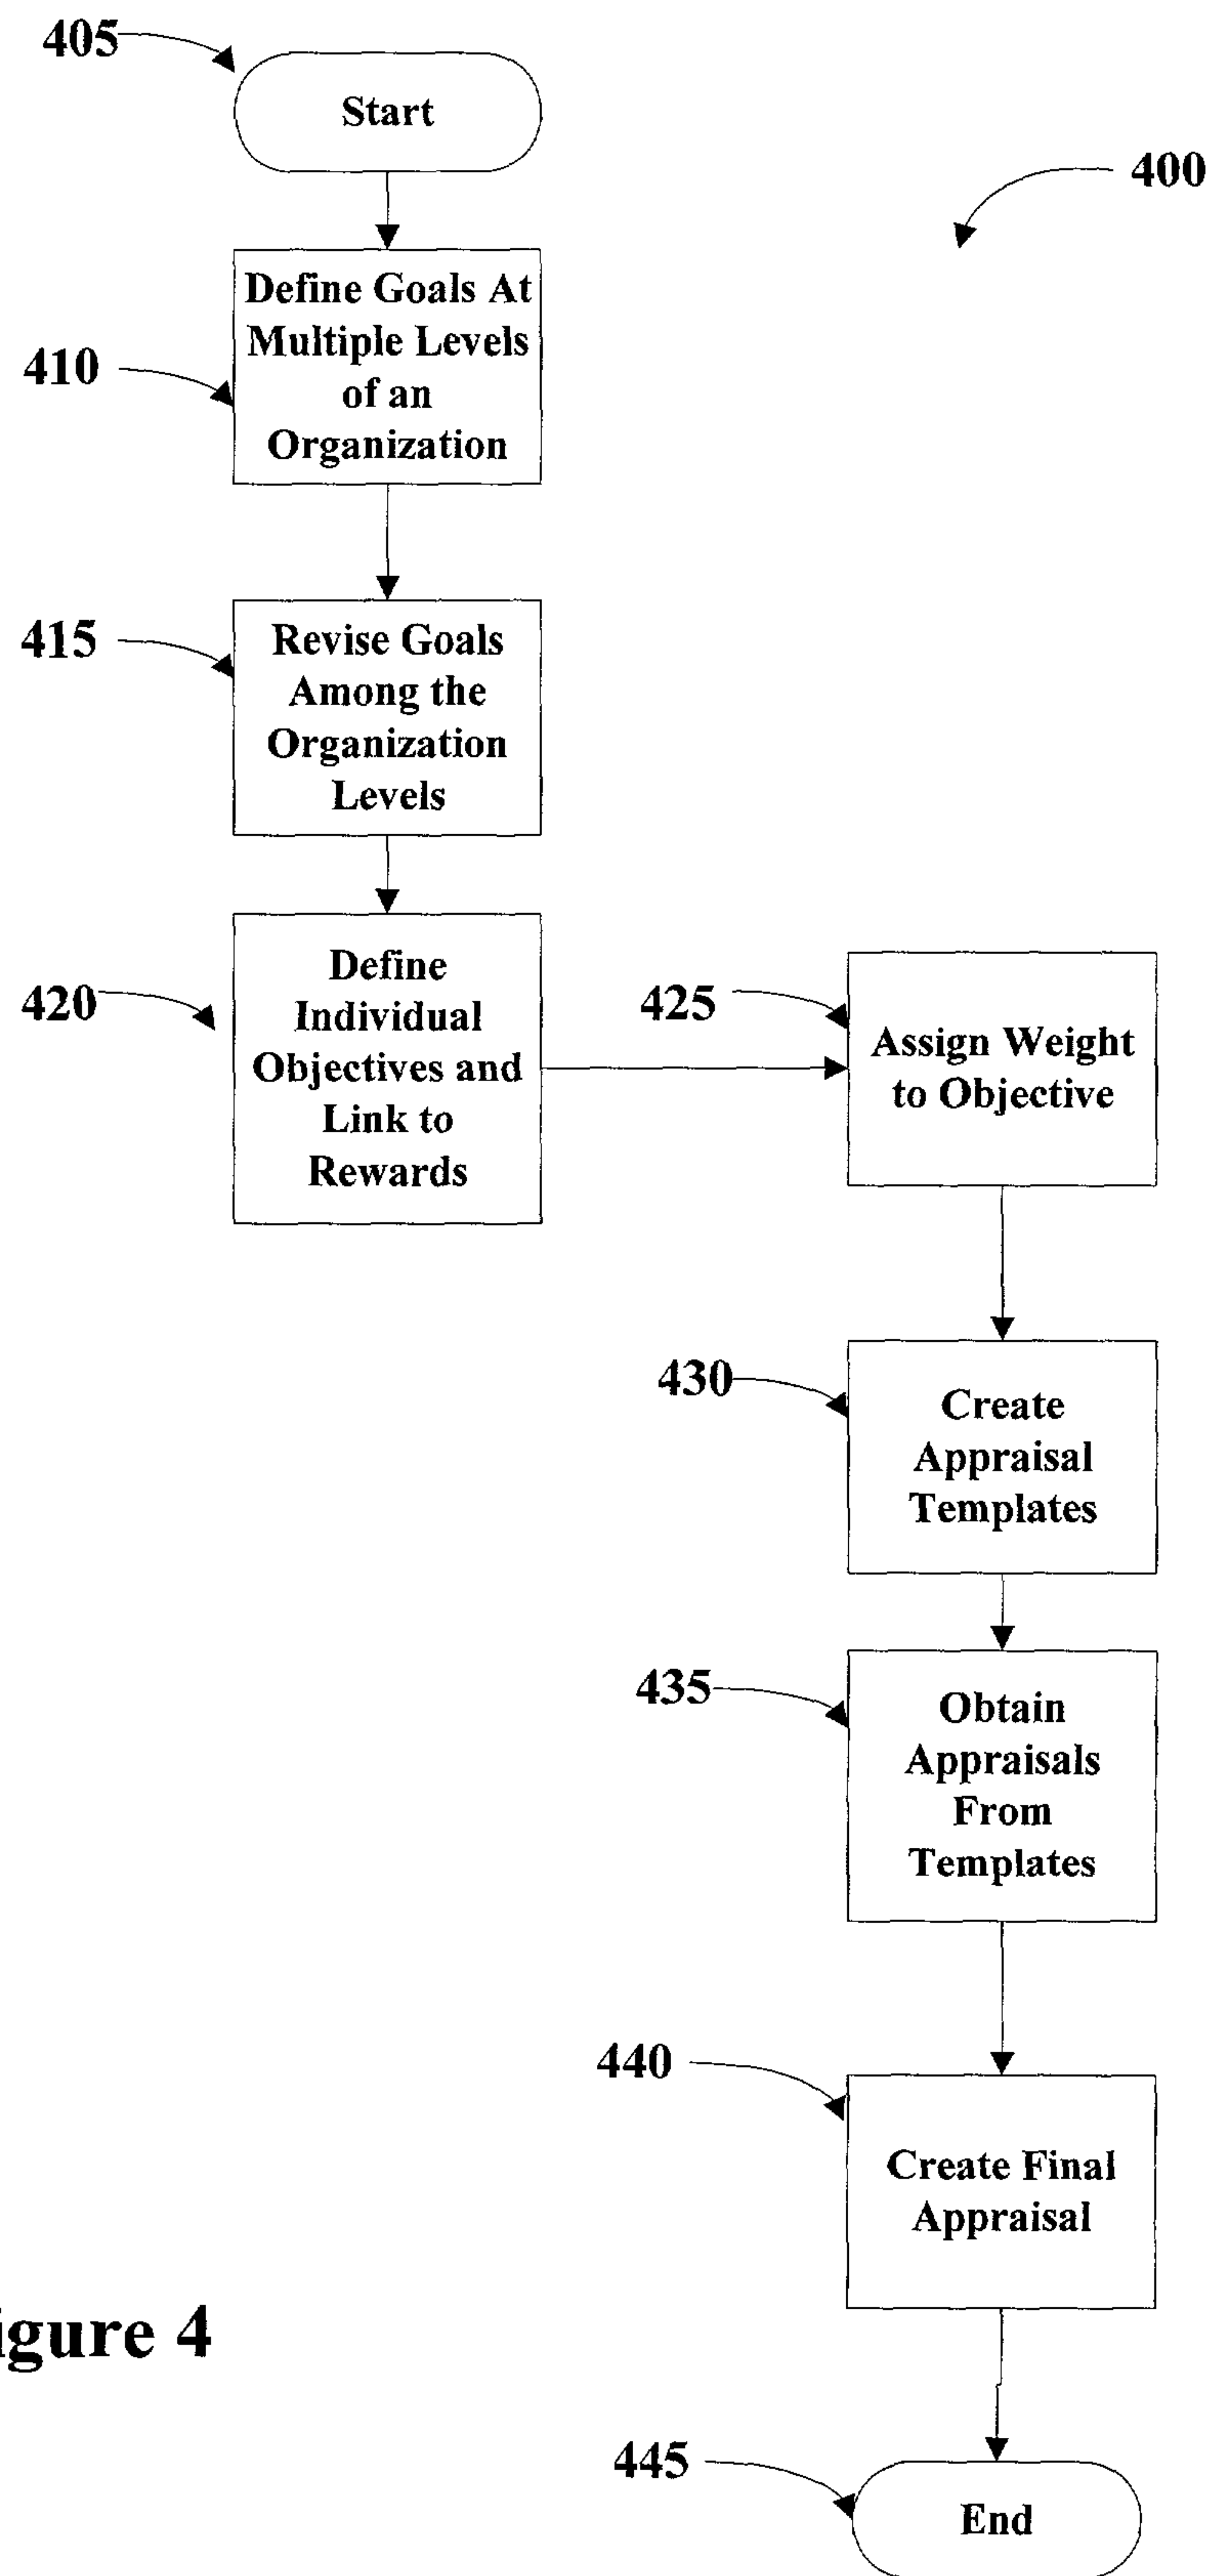 405
Start
400
Define Goals At
Multiple Levels
of an
Organization
410
415
Revise Goals
Among the
Organization
Levels
420
Define
Individual
Objectives and
Link to
Rewards
425
Assign Weight
to Objective
430
Create
Appraisal
Templates
435
Obtain
Appraisals
From
Templates
440
Create Final
Appraisal
igure 4
445
End